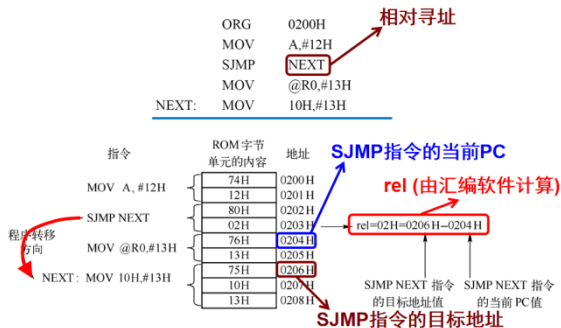 相对寻址
ORG 0200H
MOV A,#12H
SJMP NEXT
MOV @R0,#13H
NEXT: MOV 10H,#13H
指令
ROM 字节
单元的内容
地址
SJMP指令的当前PC
rel (由汇编软件计算)
MOV A, #12H
74H 0200H
12H 0201H
SJMP NEXT
80H 0202H
02H 0203H
rel=02H=0206H−0204H
程序转移
方向
MOV @R0,#13H
76H 0204H
13H 0205H
NEXT: MOV 10H,#13H
75H 0206H
10H 0207H
13H 0208H
SJMP NEXT 指令
的目标地址值
SJMP NEXT 指令
的当前 PC 值
SJMP指令的目标地址